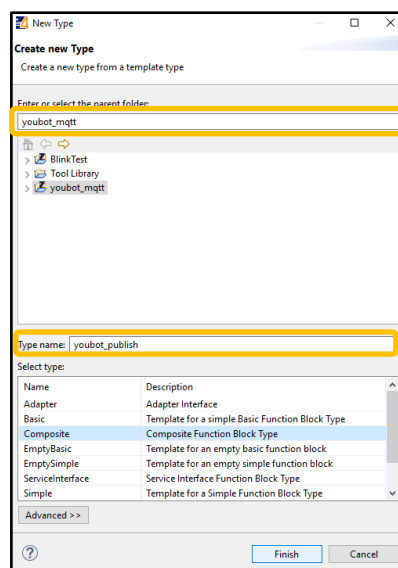 New Type
Create new Type
Create a new type from a template type
Enter or select the parent folder:
youbot_mqtt
BlinkTest
Tool Library
youbot_mqtt
Type name: youbot_publish
Select type:
Name Description
Adapter Adapter Interface
Basic Template for a simple Basic Function Block Type
Composite Composite Function Block Type
EmptyBasic Template for an empty basic function block
EmptySimple Template for an empty simple function block
ServiceInterface Service Interface Function Block Type
Simple Template for a Simple Function Block Type
Advanced >>
? Finish Cancel